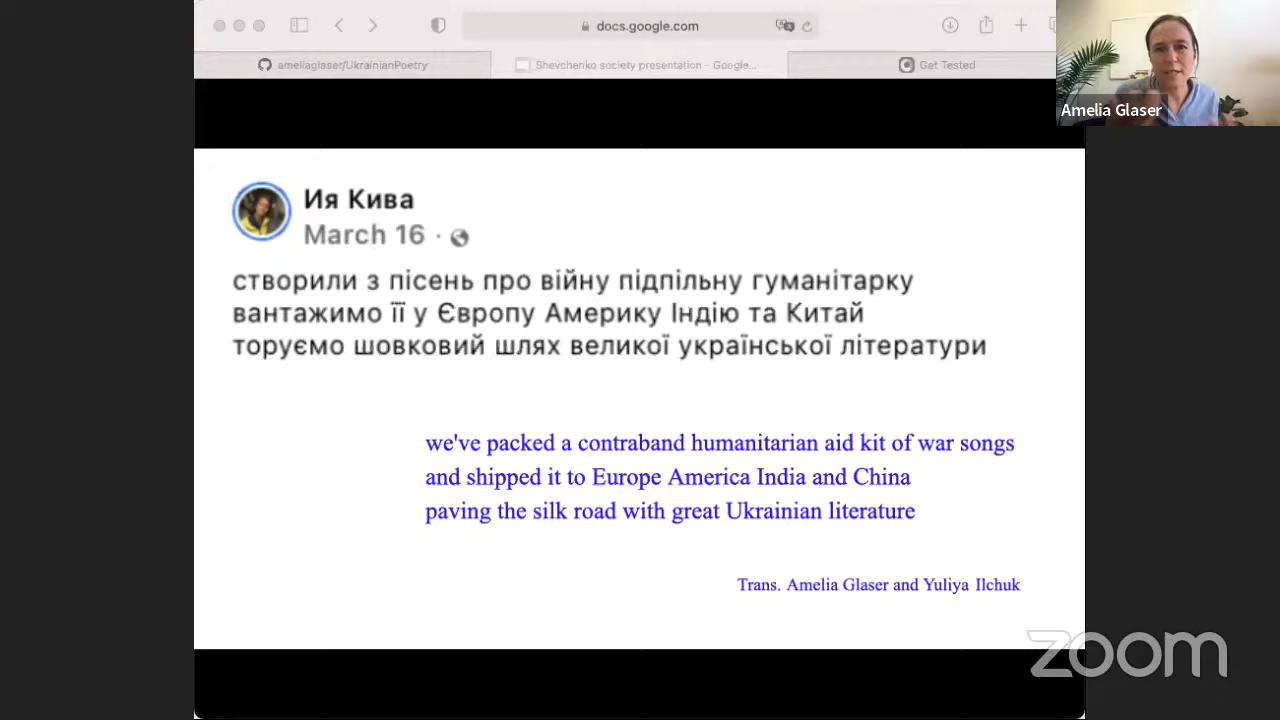 docs.google.com
ameliaglaser/UkrainianPoetry
Shevchenko society presentation - Google...
Get Tested
Amelia Glaser
Ия Кива
March 16 ·
створили з пісень про війну підпільну гуманітарку
вантажимо її у Європу Америку Індію та Китай
торуємо шовковий шлях великої української літератури
we've packed a contraband humanitarian aid kit of war songs
and shipped it to Europe America India and China
paving the silk road with great Ukrainian literature
Trans. Amelia Glaser and Yuliya Ilchuk
zoom